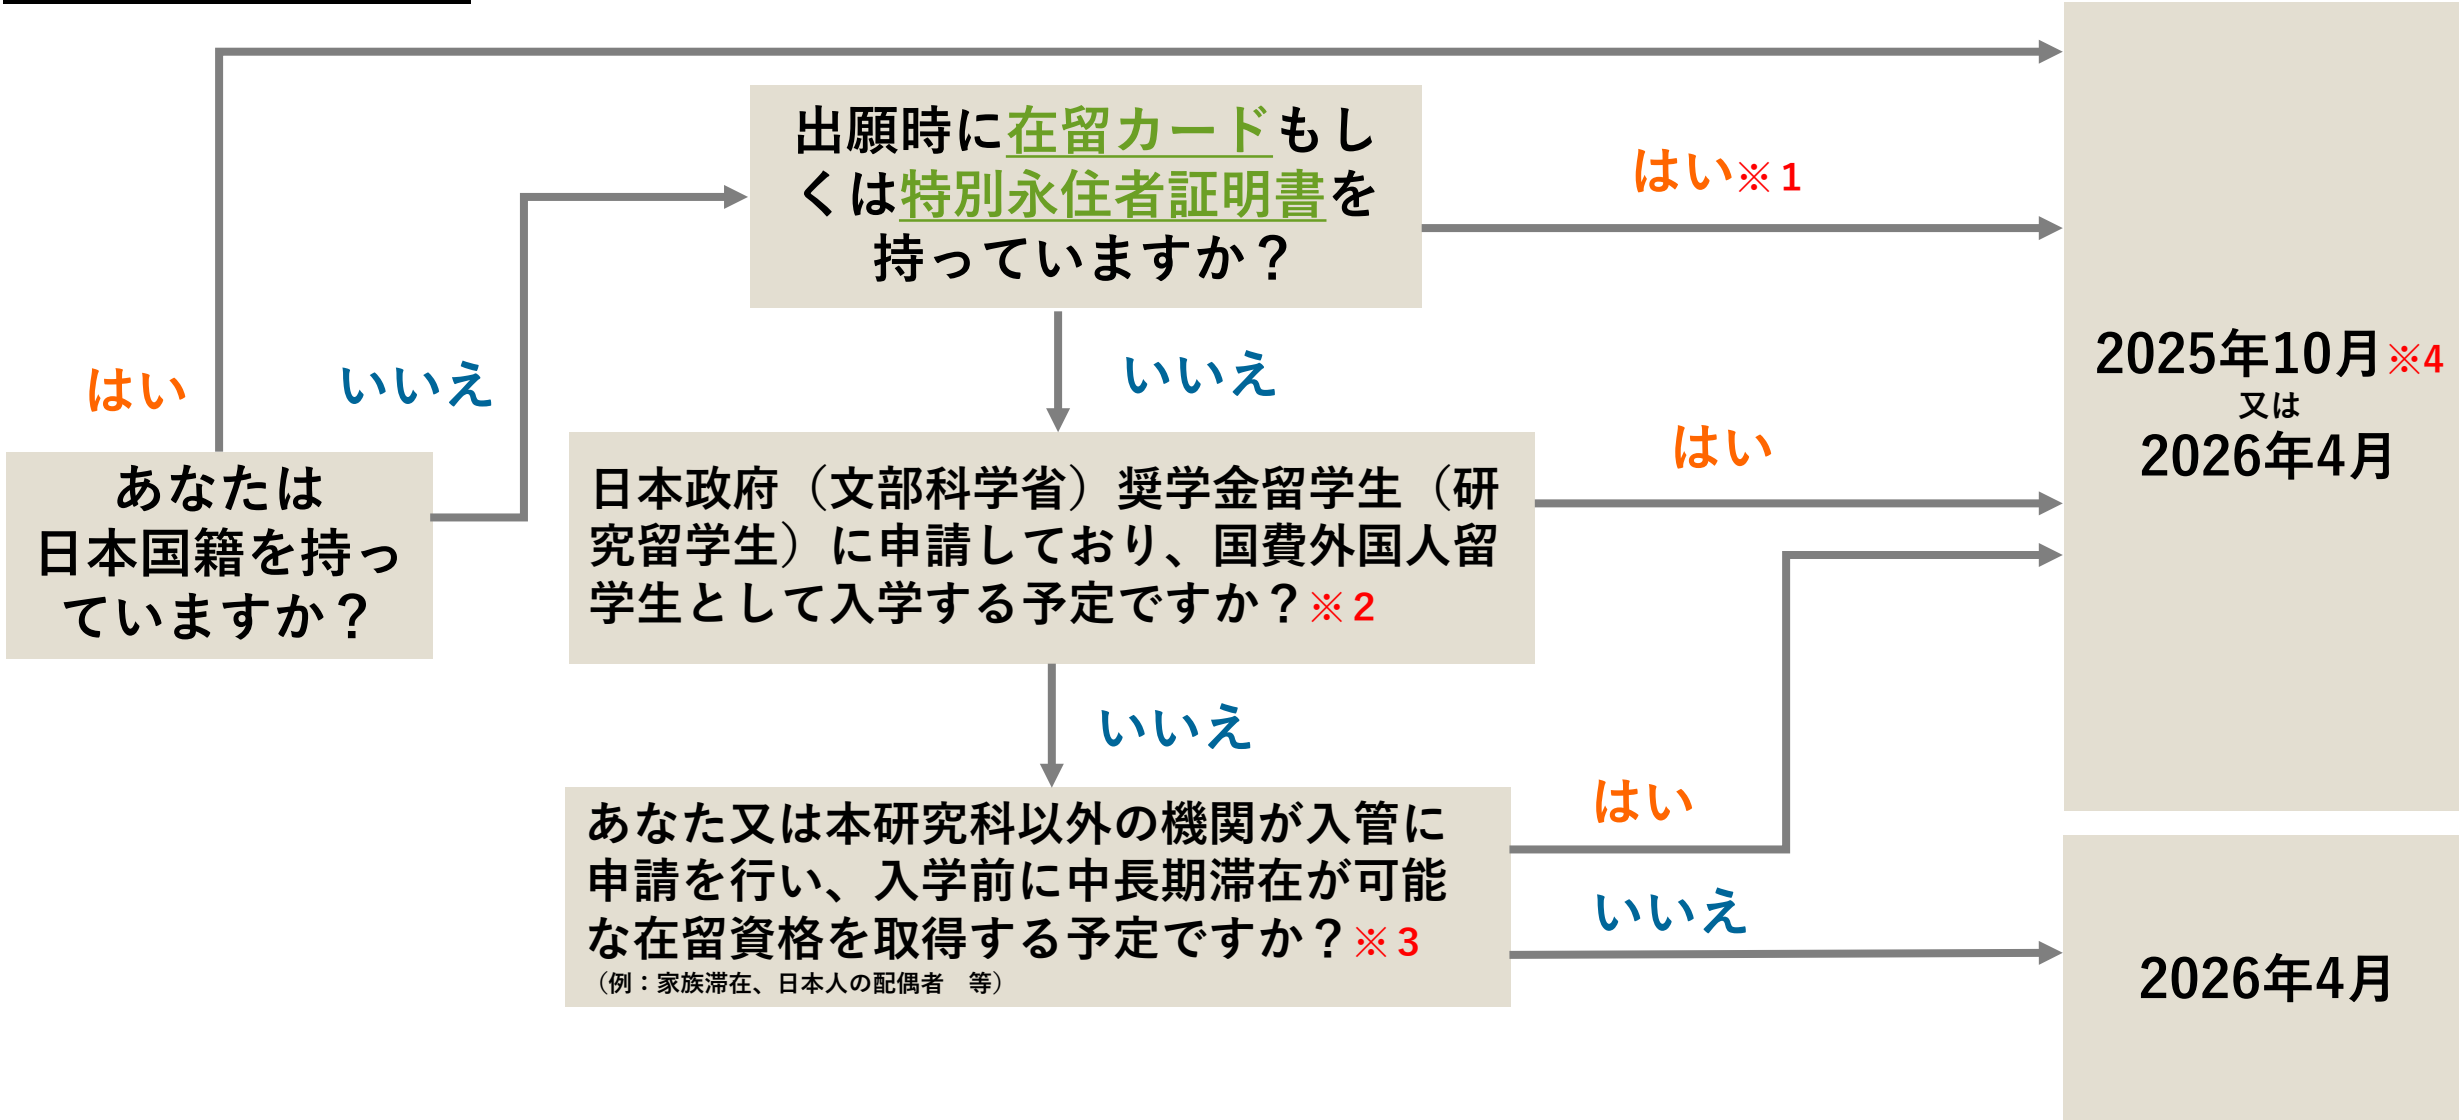 はい
いいえ
あなたは
日本国籍を持っ
ていますか？
出願時に在留カードもし
くは特別永住者証明書を
持っていますか？
はい※１
いいえ
日本政府（文部科学省）奨学金留学生（研
究留学生）に申請しており、国費外国人留
学生として入学する予定ですか？※２
はい
いいえ
あなた又は本研究科以外の機関が入管に
申請を行い、入学前に中長期滞在が可能
な在留資格を取得する予定ですか？※３
（例：家族滞在、日本人の配偶者　等）
はい
いいえ
2025年10月※4
又は
2026年4月
2026年4月